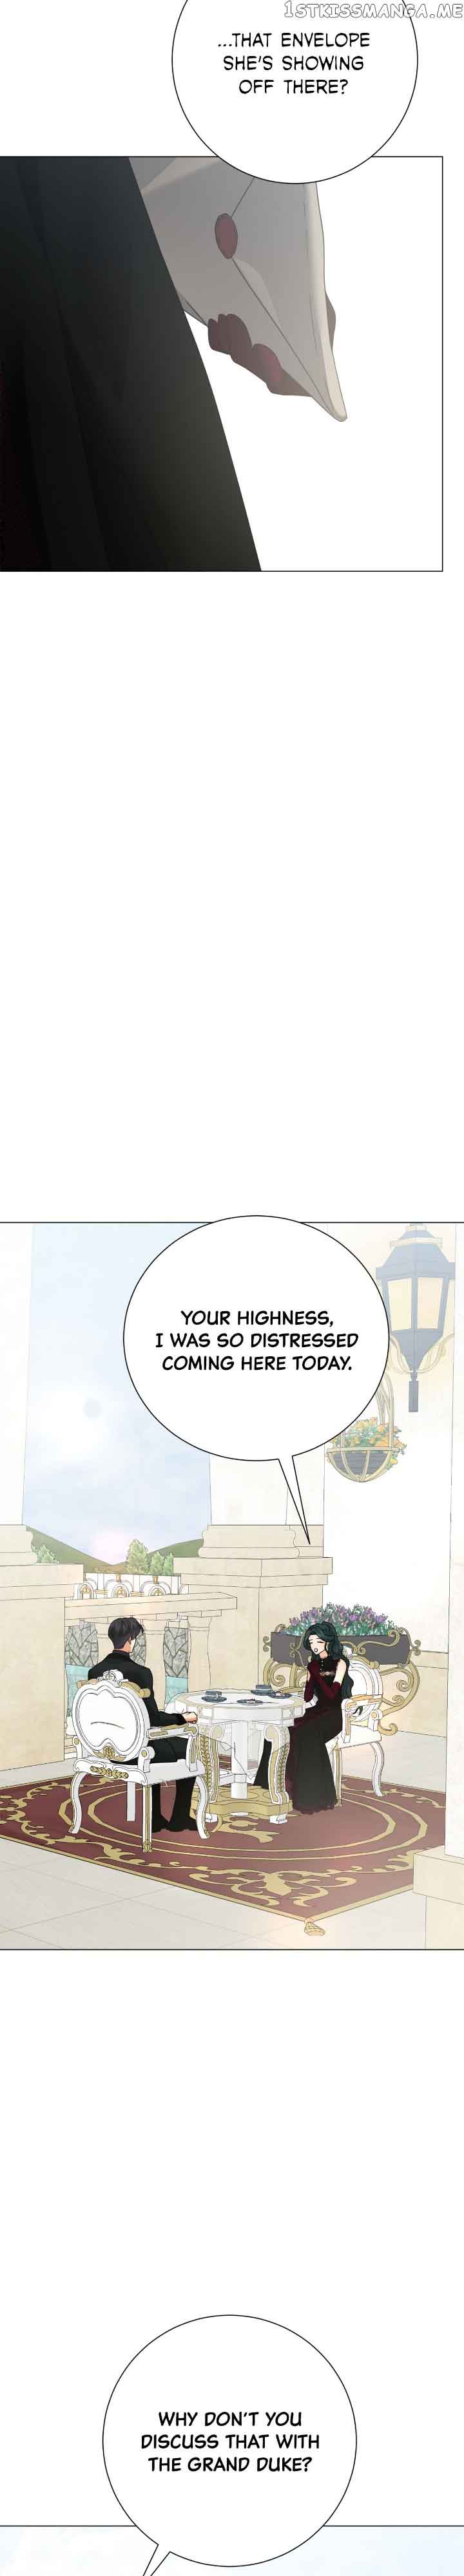 1STKISSMANGA.ME
...THAT ENVELOPE
SHE'S SHOWING
OFF THERE?
YOUR HIGHNESS,
I WAS SO DISTRESSED
COMING HERE TODAY.
WHY DON'T YOU
DISCUSS THAT WITH
THE GRAND DUKE?